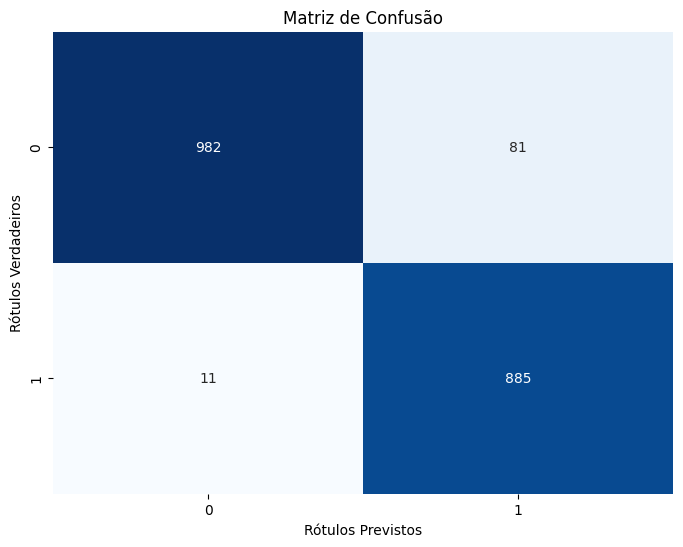 Matriz de Confusão
Rótulos Verdadeiros
0
982
81
1
11
885
0
1
Rótulos Previstos